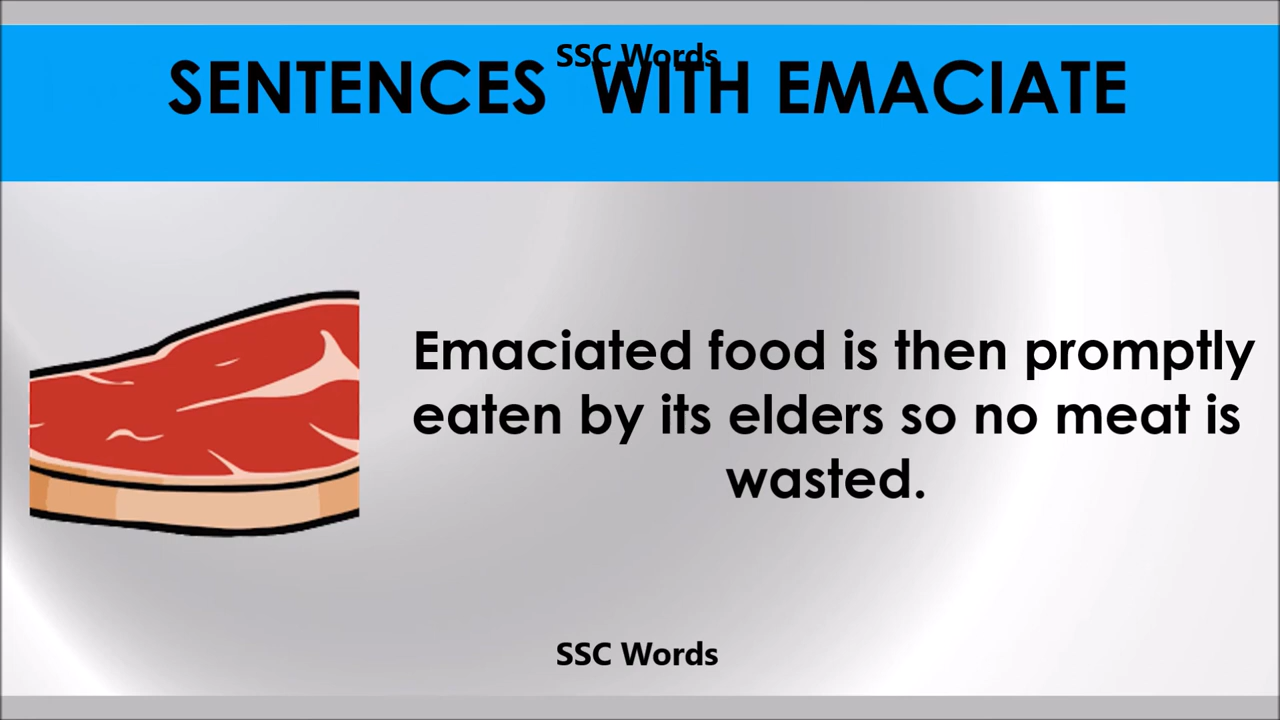 SSC Words
SENTENCES WITH EMACIATE
Emaciated food is then promptly
eaten by its elders so no meat is
wasted.
SSC Words